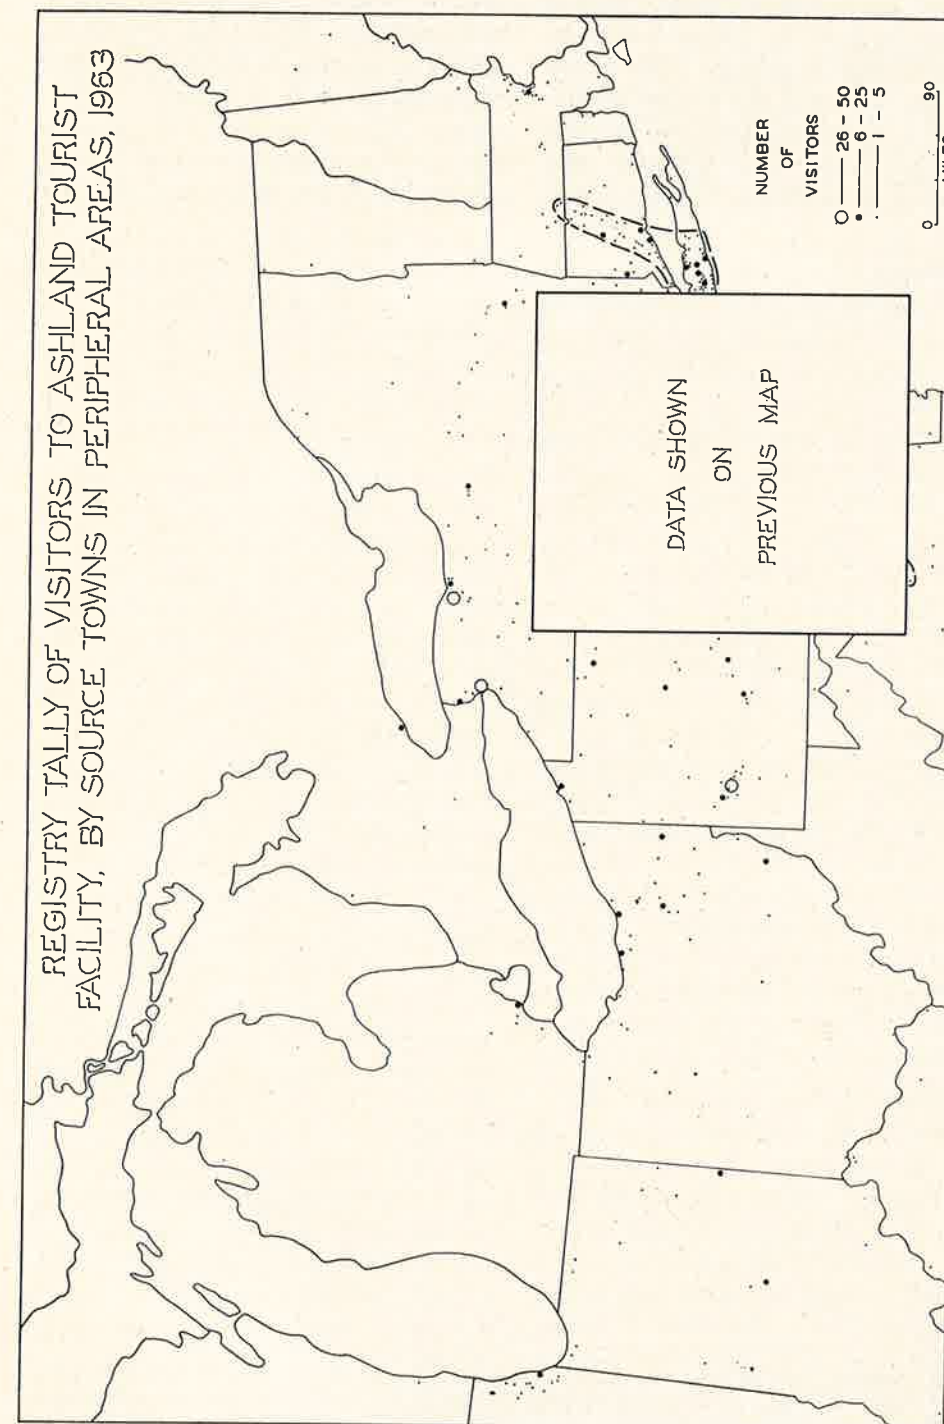 REGISTRY TALLY OF VISITORS TO ASHLAND TOURIST
FACILITY, BY SOURCE TOWNS IN PERIPHERAL AREAS, 1963
DATA SHOWN
ON
PREVIOUS MAP
NUMBER
OF
VISITORS
26 - 50
6 - 25
1 - 5
0 90